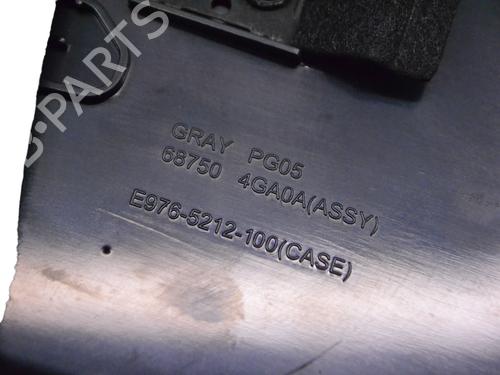 B-PARTS
GRAY PG05
68750 4GA0A(ASSY)
E976-5212-100(CASE)